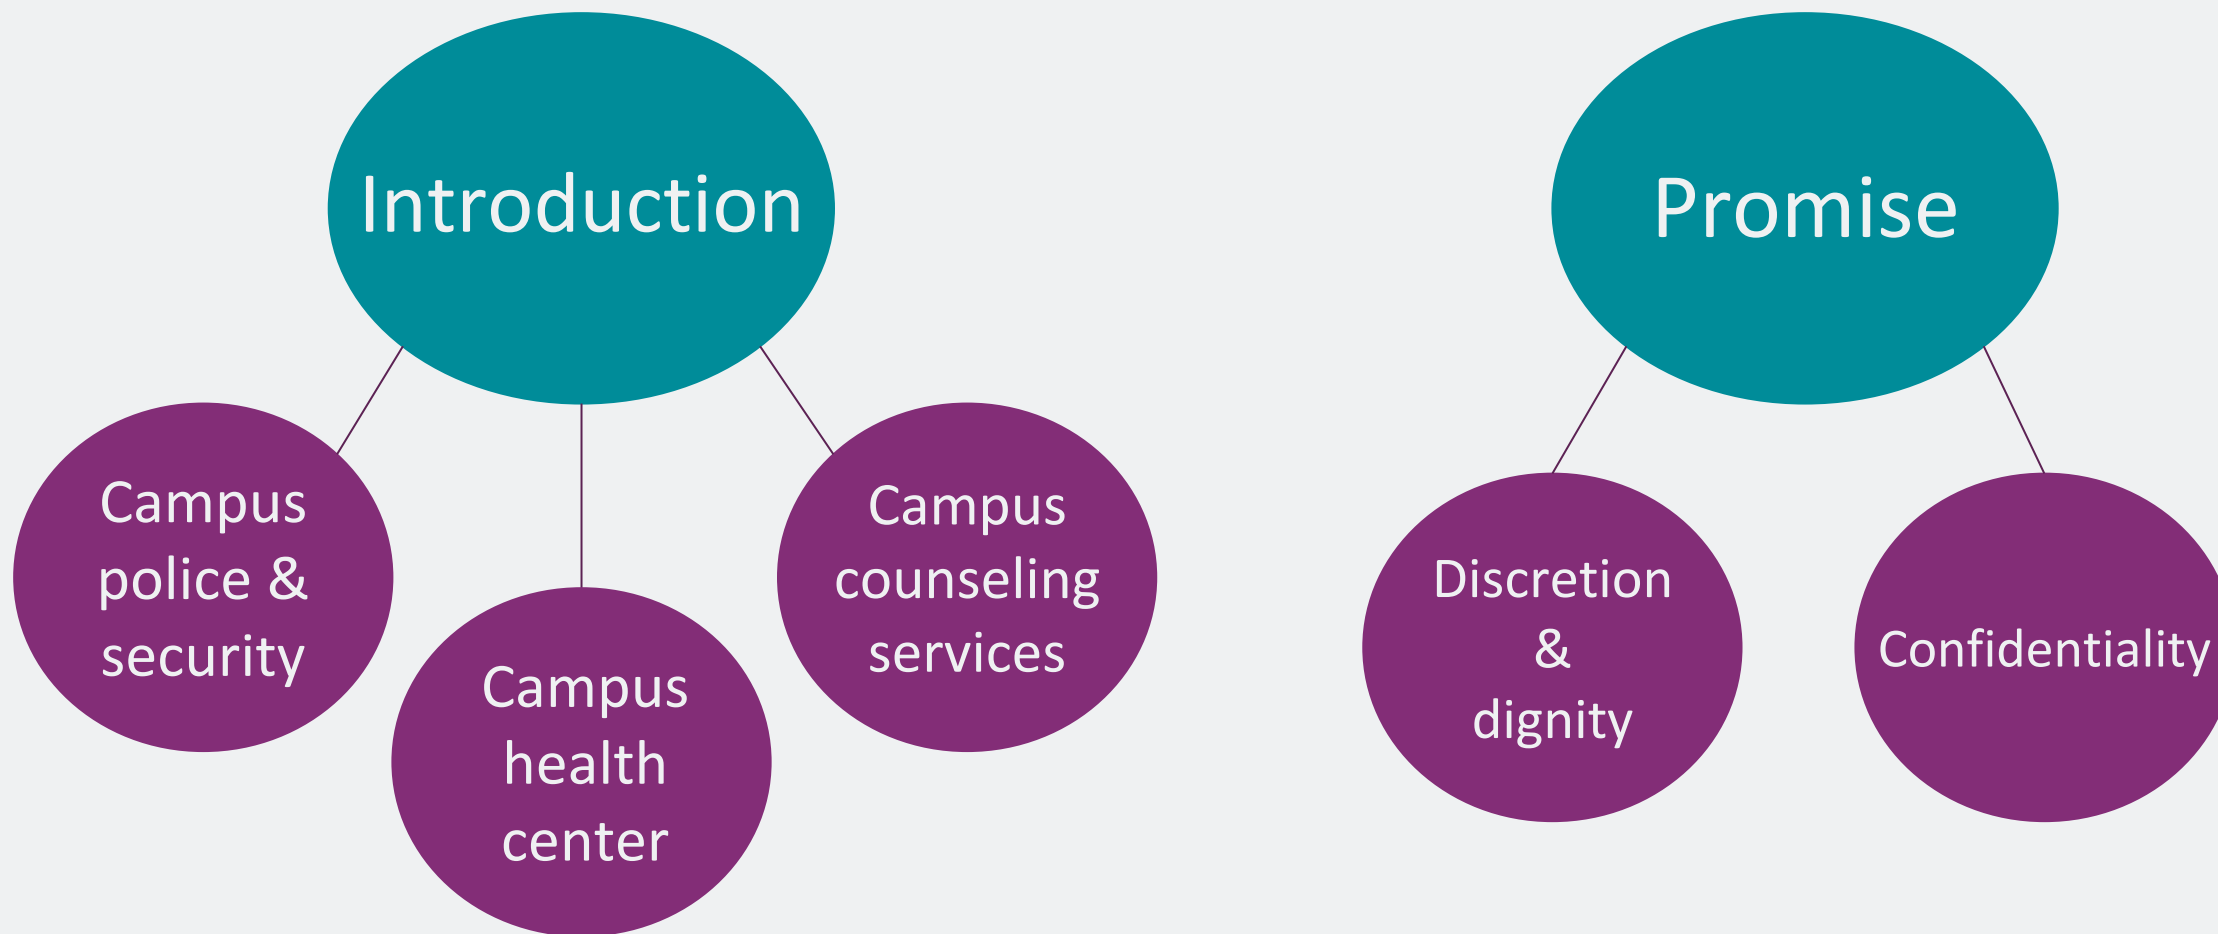 Introduction
Campus
police &
security
Campus
health
center
Campus
counseling
services
Promise
Discretion
&
dignity
Confidentiality